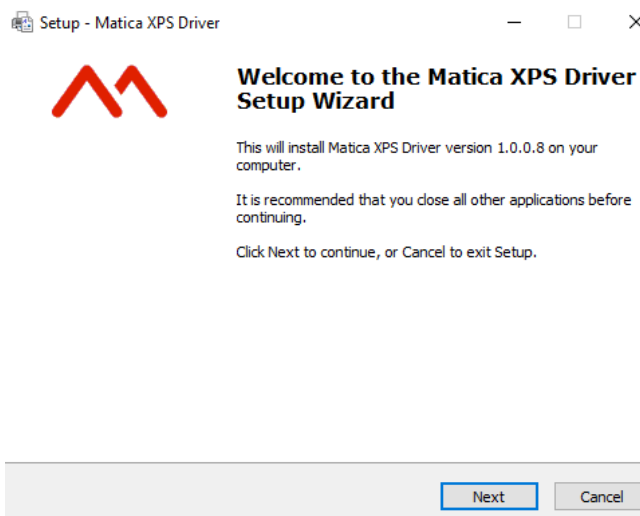 Setup - Matica XPS Driver
Welcome to the Matica XPS Driver
Setup Wizard
This will install Matica XPS Driver version 1.0.0.8 on your
computer.
It is recommended that you close all other applications before
continuing.
Click Next to continue, or Cancel to exit Setup.
Next
Cancel